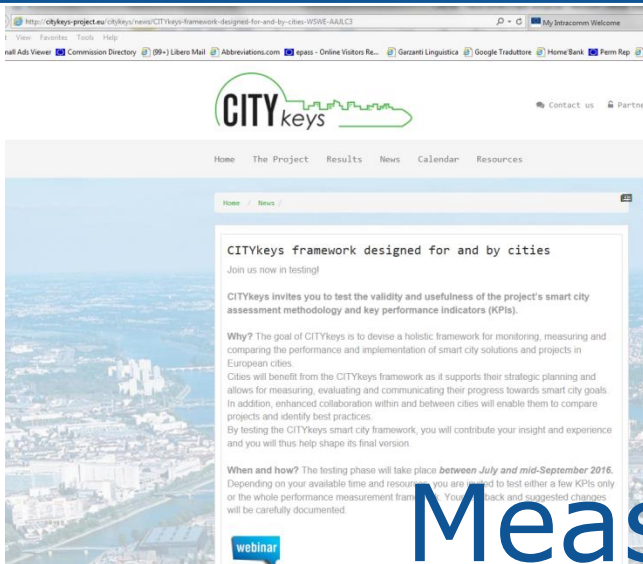 http://citykeys-project.eu/citykeys/news/CITYkeys-framework-designed-for-and-by-cities-WSWE-AAJLC3
My Intracomm Welcome
View Favorites Tools Help
nall Ads Viewer Commission Directory (99+) Libero Mail Abbreviations.com epass - Online Visitors Re... Garzanti Linguistica Google Traduttore Home'Bank Perm Rep
CITY keys
Contact us Partne
Home The Project Results News Calendar Resources
Home / News /
CITYkeys framework designed for and by cities
Join us now in testing!
CITYkeys invites you to test the validity and usefulness of the project's smart city
assessment methodology and key performance indicators (KPIs).
Why? The goal of CITYkeys is to devise a holistic framework for monitoring, measuring and
comparing the performance and implementation of smart city solutions and projects in
European cities.
Cities will benefit from the CITYkeys framework as it supports their strategic planning and
allows for measuring, evaluating and communicating their progress towards smart city goals.
In addition, enhanced collaboration within and between cities will enable them to compare
projects and identify best practices.
By testing the CITYkeys smart city framework, you will contribute your insight and experience
and you will thus help shape its final version.
When and how? The testing phase will take place between July and mid-September 2016.
Depending on your available time and resources, you are invited to test either a few KPIs only
or the whole performance measurement fram back and suggested changes
will be carefully documented.
webinar
Meas